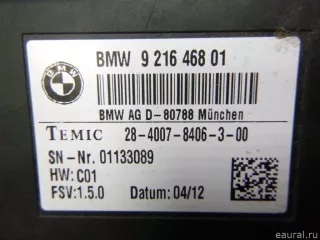 BMW 9 216 468 01
BMW AG D-80788 München
TEMIC 28-4007-8406-3-00
SN-Nr. 01133089
HW: C01
FSV:1.5.0 Datum: 04/12
eaural.ru